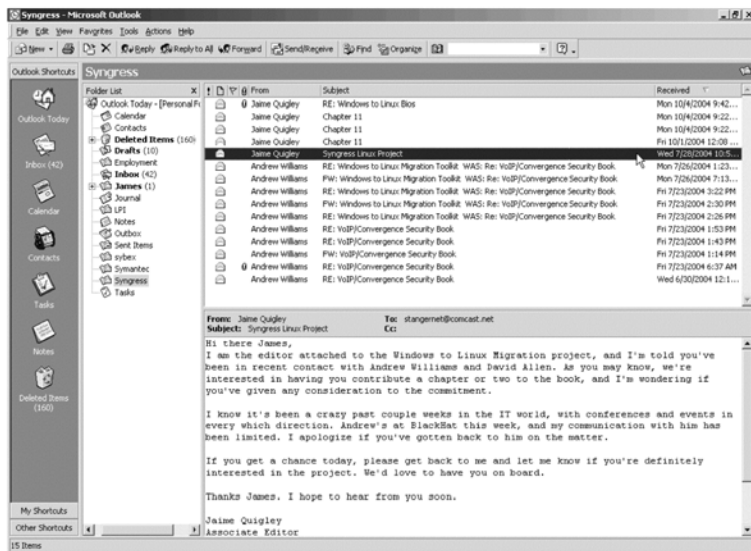 Syngress - Microsoft Outlook
File Edit View Favorites Tools Actions Help
New Reply Reply to All Forward Send/Receive Find Organize
Outlook Shortcuts
Syngress
Outlook Today
Inbox (42)
Calendar
Contacts
Tasks
Notes
Deleted Items
(160)
My Shortcuts
Other Shortcuts
Folder List X
Outlook Today - [Personal Fo
Calendar
Contacts
Deleted Items (160)
Drafts (10)
Employment
Inbox (42)
James (1)
Journal
LPI
Notes
Outbox
Sent Items
sybex
Symantec
Syngress
Tasks
! From Subject Received
Jaime Quigley RE: Windows to Linux Bios Mon 10/4/2004 9:42...
Jaime Quigley Chapter 11 Mon 10/4/2004 9:22...
Jaime Quigley Chapter 11 Mon 10/4/2004 9:22...
Jaime Quigley Chapter 11 Fri 10/1/2004 12:08 ...
Jaime Quigley Syngress Linux Project Wed 7/28/2004 10:5...
Andrew Williams RE: Windows to Linux Migration Toolkit WAS: Re: VoIP/Convergence Security Book Mon 7/26/2004 1:23...
Andrew Williams FW: Windows to Linux Migration Toolkit WAS: Re: VoIP/Convergence Security Book Mon 7/26/2004 7:13...
Andrew Williams RE: Windows to Linux Migration Toolkit WAS: Re: VoIP/Convergence Security Book. Fri 7/23/2004 3:22 PM
Andrew Williams FW: Windows to Linux Migration Toolkit WAS: Re: VoIP/Convergence Security Book. Fri 7/23/2004 2:30 PM
Andrew Williams RE: Windows to Linux Migration Toolkit WAS: Re: VoIP/Convergence Security Book. Fri 7/23/2004 2:26 PM
Andrew Williams RE: VoIP/Convergence Security Book Fri 7/23/2004 1:53 PM
Andrew Williams RE: VoIP/Convergence Security Book. Fri 7/23/2004 1:43 PM
Andrew Williams FW: VoIP/Convergence Security Book. Fri 7/23/2004 1:14 PM
Andrew Williams RE: VoIP/Convergence Security Book. Fri 7/23/2004 6:37 AM
Andrew Williams RE: VoIP/Convergence Security Book. Wed 6/30/2004 12:1...
From: Jaime Quigley To: stangernet@comcast.net
Subject: Syngress Linux Project Cc:
Hi there James,
I am the editor attached to the Windows to Linux Migration project, and I'm told you've
been in recent contact with Andrew Williams and David Allen. As you may know, we're
interested in having you contribute a chapter or two to the book, and I'm wondering if
you've given any consideration to the commitment.
I know it's been a crazy past couple weeks in the IT world, with conferences and events in
every which direction. Andrew's at BlackHat this week, and my communication with him has
been limited. I apologize if you've gotten back to him on the matter.
If you get a chance today, please get back to me and let me know if you're definitely
interested in the project. We'd love to have you on board.
Thanks James. I hope to hear from you soon.
Jaime Quigley
Associate Editor
15 Items